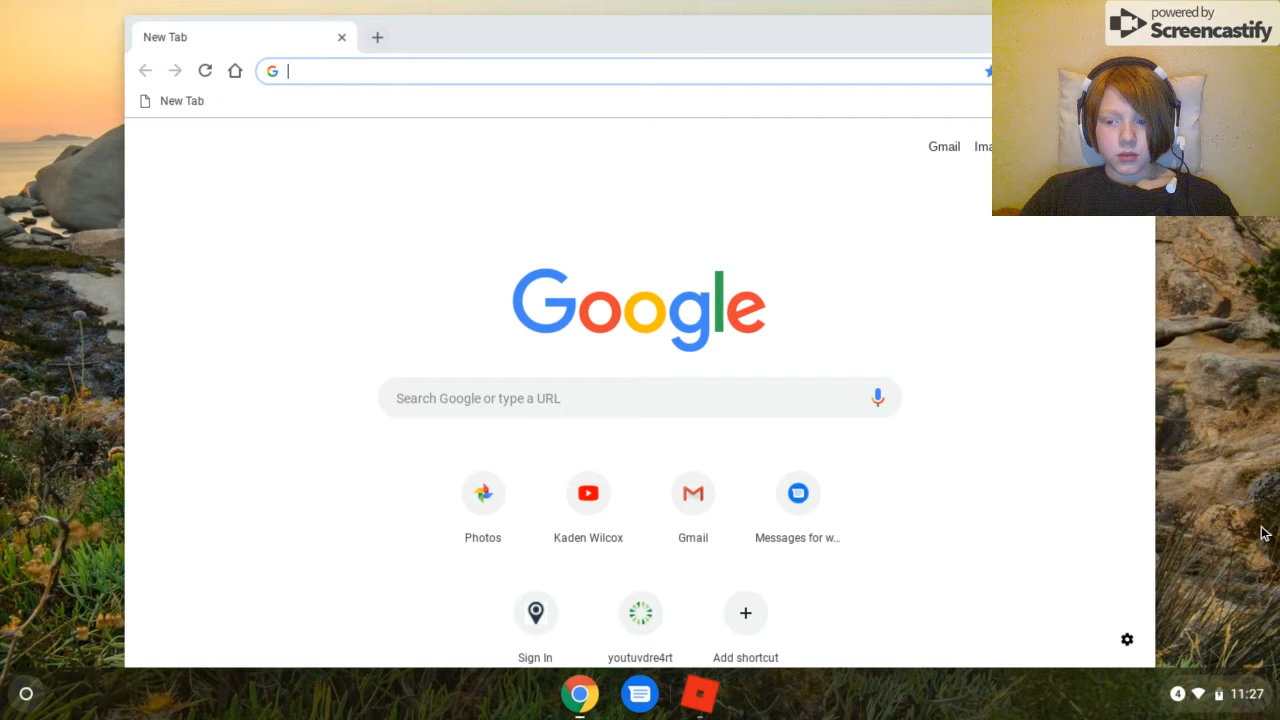 powered by
Screencastify
New Tab
New Tab
Gmail
Google
Search Google or type a URL
Photos
Kaden Wilcox
Gmail
Messages for w...
Sign In
youtuvdre4rt
Add shortcut
4
11:27